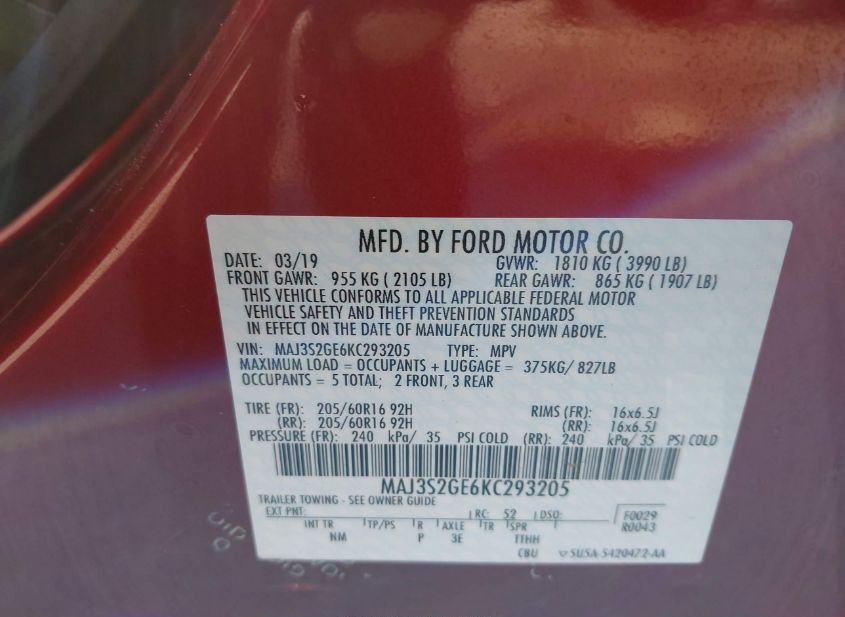 MFD. BY FORD MOTOR CO.
DATE: 03/19 GVWR: 1810 KG ( 3990 LB)
FRONT GAWR: 955 KG ( 2105 LB) REAR GAWR: 865 KG ( 1907 LB)
THIS VEHICLE CONFORMS TO ALL APPLICABLE FEDERAL MOTOR
VEHICLE SAFETY AND THEFT PREVENTION STANDARDS
IN EFFECT ON THE DATE OF MANUFACTURE SHOWN ABOVE.
VIN: MAJ3S2GE6KC293205 TYPE: MPV
MAXIMUM LOAD = OCCUPANTS + LUGGAGE = 375KG/ 827LB
OCCUPANTS = 5 TOTAL; 2 FRONT, 3 REAR
TIRE (FR): 205/60R16 92H RIMS (FR): 16x6.5J
(RR): 205/60R16 92H (RR): 16x6.5J
PRESSURE (FR): 240 kPa/ 35 PSI COLD (RR): 240 kPa/ 35 PSI COLD
MAJ3S2GE6KC293205
TRAILER TOWING - SEE OWNER GUIDE
EXT PNT: RC: 52 DSO: F0029
R0043
INT TR TP/PS R AXLE TR SPR
NM P 3E TTHH
CBU